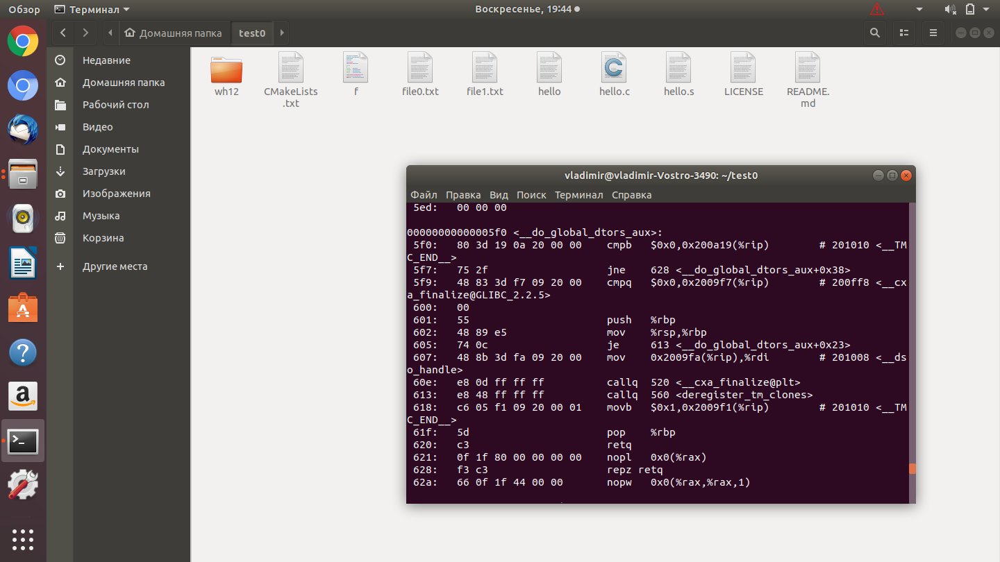 Обзор Терминал Воскресенье, 19:44
Домашняя папка test0
Недавние
Домашняя папка
Рабочий стол
Видео
Документы
Загрузки
Изображения
Музыка
Корзина
Другие места
wh12
CMakeLists
.txt
f
file0.txt
file1.txt
hello
hello.c
hello.s
LICENSE
README.
md
vladimir@vladimir-Vostro-3490: ~/test0
Файл Правка Вид Поиск Терминал Справка
5ed: 00 00 00
00000000000005f0 <__do_global_dtors_aux>:
5f0: 80 3d 19 0a 20 00 00 cmpb $0x0,0x200a19(%rip) # 201010 <__TM
C_END__>
5f7: 75 2f jne 628 <__do_global_dtors_aux+0x38>
5f9: 48 83 3d f7 09 20 00 cmpq $0x0,0x2009f7(%rip) # 200ff8 <__cx
a_finalize@GLIBC_2.2.5>
600: 00
601: 55 push %rbp
602: 48 89 e5 mov %rsp,%rbp
605: 74 0c je 613 <__do_global_dtors_aux+0x23>
607: 48 8b 3d fa 09 20 00 mov 0x2009fa(%rip),%rdi # 201008 <__ds
o_handle>
60e: e8 0d ff ff ff callq 520 <__cxa_finalize@plt>
613: e8 48 ff ff ff callq 560 <deregister_tm_clones>
618: c6 05 f1 09 20 00 01 movb $0x1,0x2009f1(%rip) # 201010 <__TM
C_END__>
61f: 5d pop %rbp
620: c3 retq
621: 0f 1f 80 00 00 00 00 nopl 0x0(%rax)
628: f3 c3 repz retq
62a: 66 0f 1f 44 00 00 nopw 0x0(%rax,%rax,1)